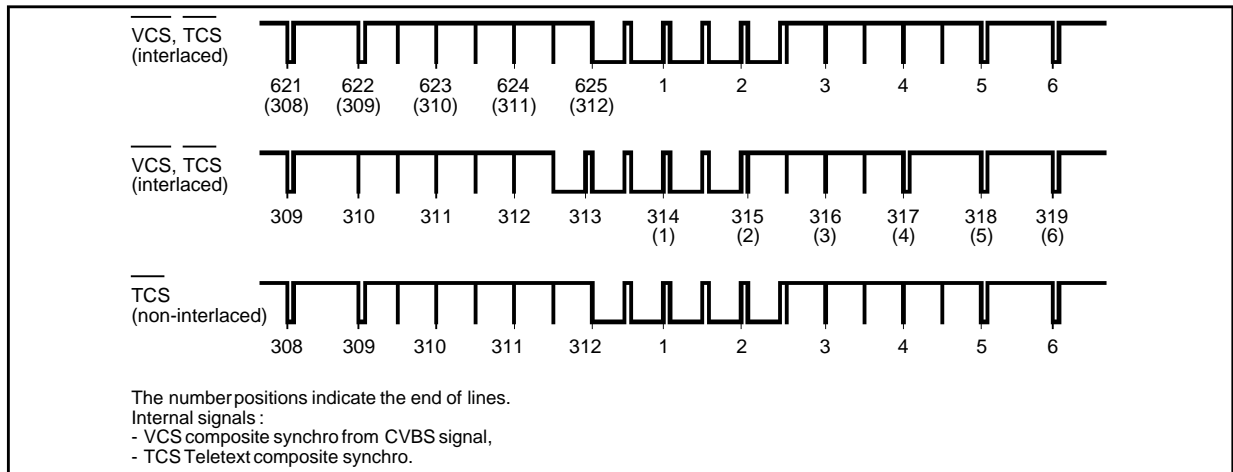 VCS, TCS
(interlaced)
621 622 623 624 625 1 2 3 4 5 6
(308) (309) (310) (311) (312)
VCS, TCS
(interlaced)
309 310 311 312 313 314 315 316 317 318 319
(1) (2) (3) (4) (5) (6)
TCS
(non-interlaced)
308 309 310 311 312 1 2 3 4 5 6
The number positions indicate the end of lines.
Internal signals :
- VCS composite synchro from CVBS signal,
- TCS Teletext composite synchro.